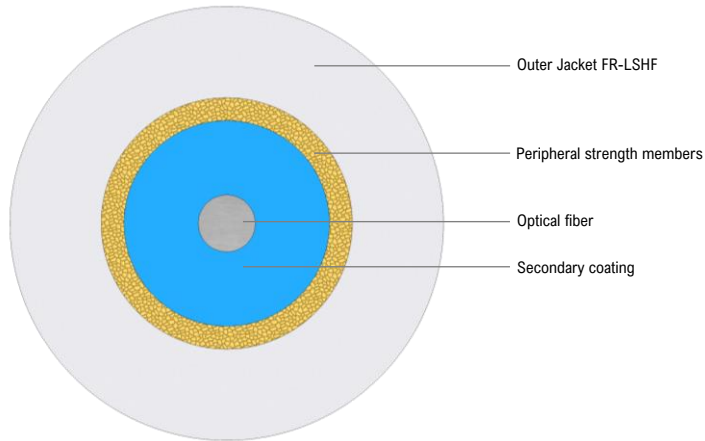 Outer Jacket FR-LSHF
Peripheral strength members
Optical fiber
Secondary coating